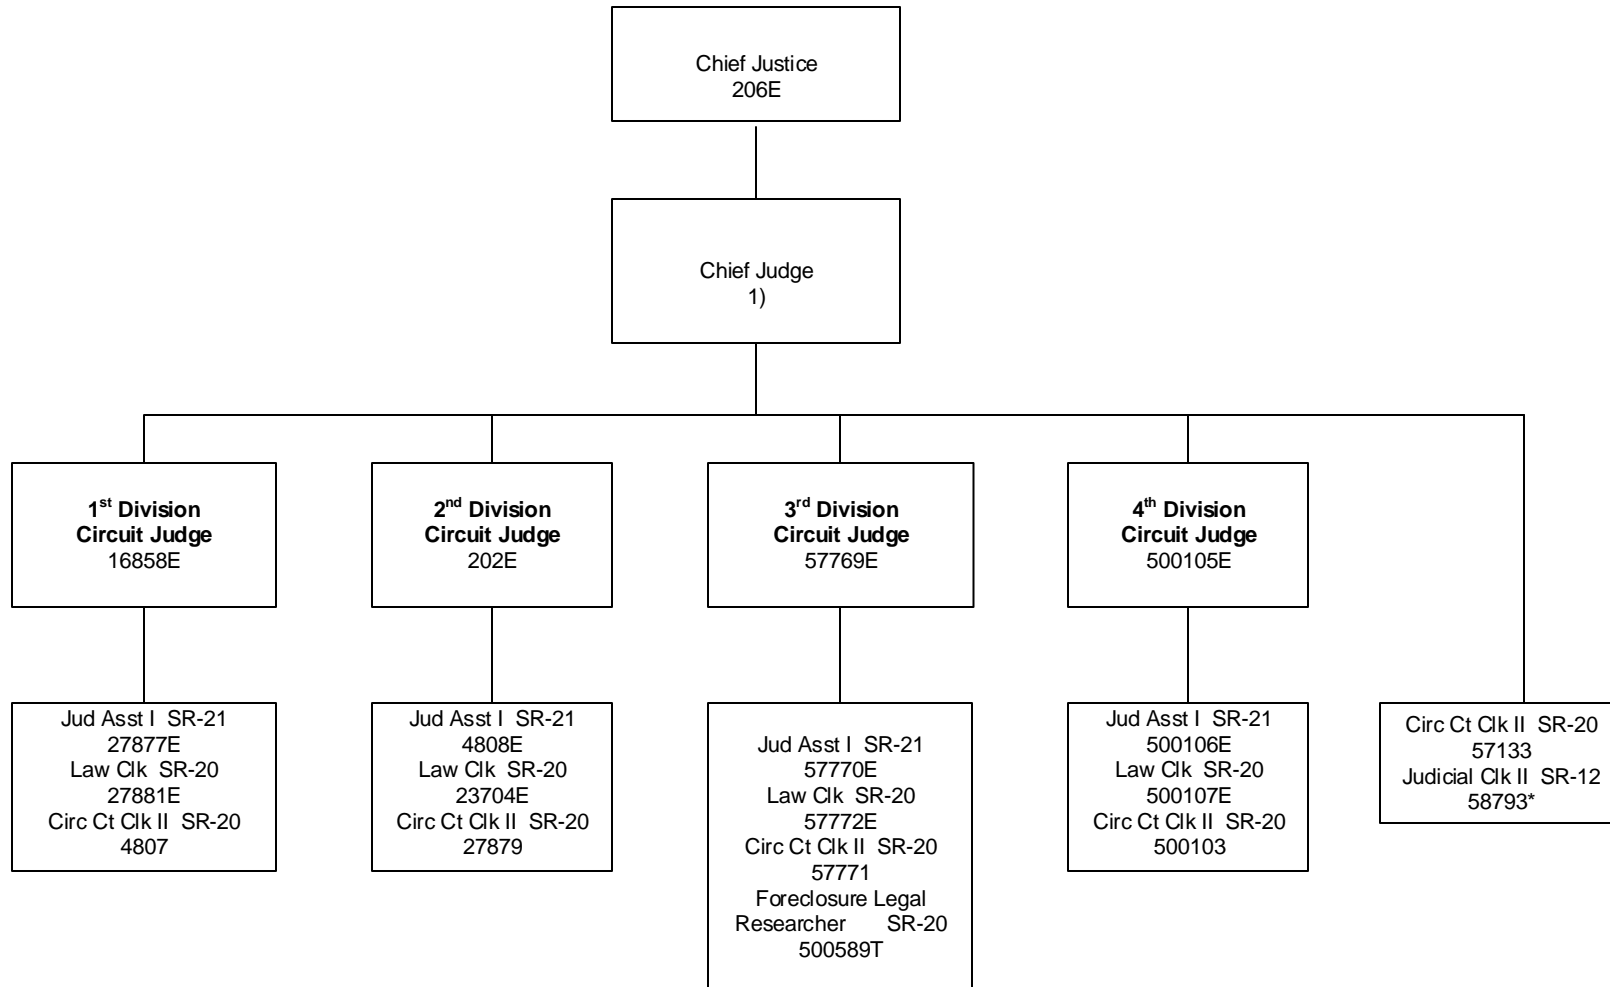 Chief Justice
206E
Chief Judge
1)
1st Division
Circuit Judge
16858E
2nd Division
Circuit Judge
202E
3rd Division
Circuit Judge
57769E
4th Division
Circuit Judge
500105E
Jud Asst I SR-21
27877E
Law Clk SR-20
27881E
Circ Ct Clk II SR-20
4807
Jud Asst I SR-21
4808E
Law Clk SR-20
23704E
Circ Ct Clk II SR-20
27879
Jud Asst I SR-21
57770E
Law Clk SR-20
57772E
Circ Ct Clk II SR-20
57771
Foreclosure Legal
Researcher SR-20
500589T
Jud Asst I SR-21
500106E
Law Clk SR-20
500107E
Circ Ct Clk II SR-20
500103
Circ Ct Clk II SR-20
57133
Judicial Clk II SR-12
58793*